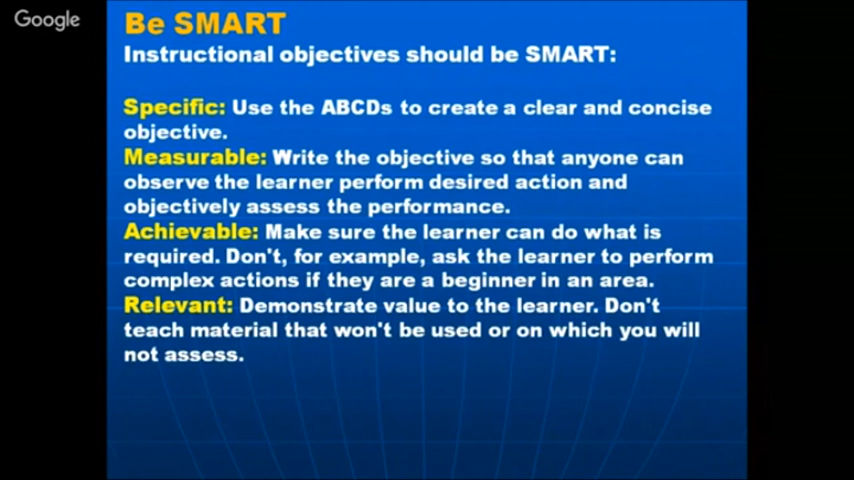 Google
Be SMART
Instructional objectives should be SMART:
Specific: Use the ABCDs to create a clear and concise
objective.
Measurable: Write the objective so that anyone can
observe the learner perform desired action and
objectively assess the performance.
Achievable: Make sure the learner can do what is
required. Don't, for example, ask the learner to perform
complex actions if they are a beginner in an area.
Relevant: Demonstrate value to the learner. Don't
teach material that won't be used or on which you will
not assess.